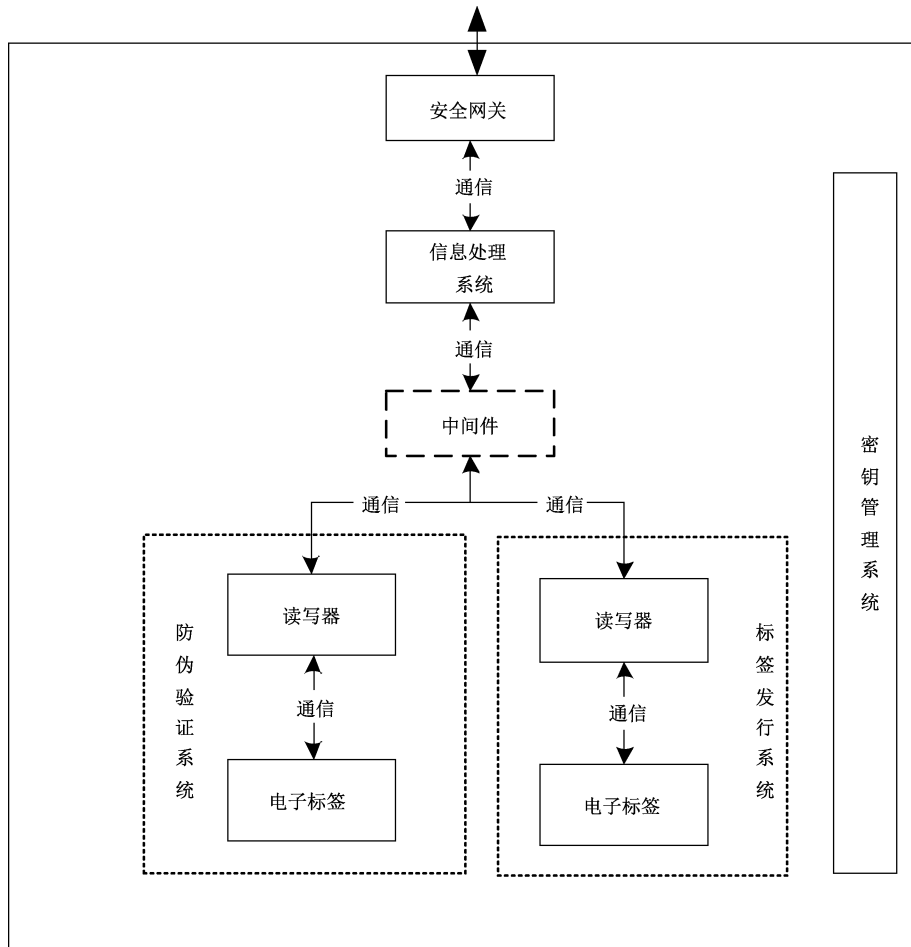 安全网关
通信
信息处理
系统
通信
中间件
通信
通信
读写器
通信
电子标签
防伪验证系统
读写器
通信
电子标签
标签发行系统
密钥管理系统